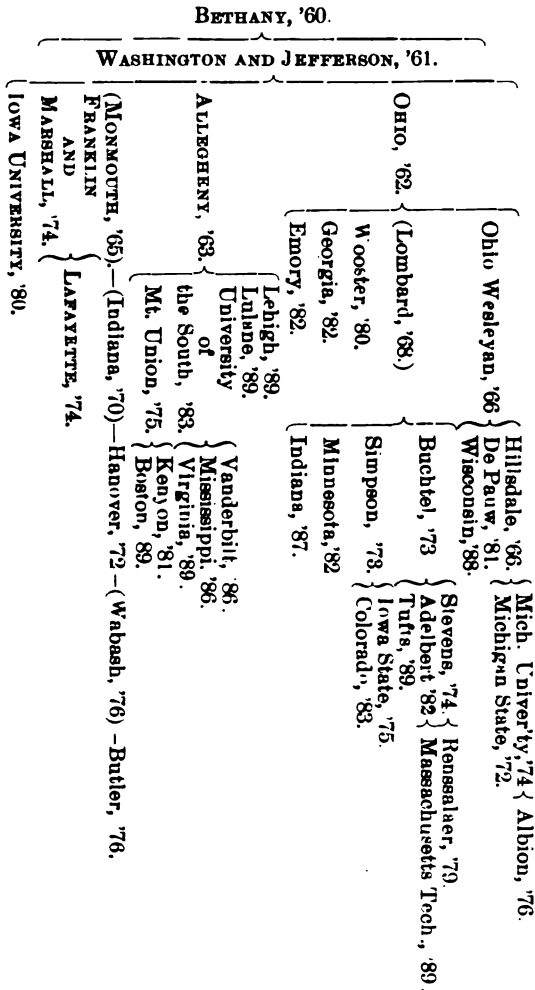 BETHANY, '60.
WASHINGTON AND JEFFERSON, '61.
OHIO, '62.
Ohio Wesleyan, '66
Hillsdale, '66.
Mich. Univer'ty,'74
Albion, '76.
Michigan State, '72.
De Pauw, '81.
Wisconsin,'88.
(Lombard, '68.)
Buchtel, '73
Stevens, '74.
Renssalaer, '79.
Adelbert '82
Massachusetts Tech., '89.
Tufts, '89.
Simpson, '73.
Iowa State, '75.
Colorado, '83.
Minnesota,'82
Indiana, '87.
Wooster, '80.
Georgia, '82.
Emory, '82.
ALLEGHENY, '63.
Lehigh, '89.
Lulane, '89.
University
of
the South, '83.
Vanderbilt, '86.
Mississippi. '86.
Virginia, '89.
Mt. Union, '75.
Kenyon, '81.
Boston, '89.
(MONMOUTH, '65).—(Indiana, '70)—Hanover, '72—(Wabash, '76)—Butler, '76.
FRANKLIN
AND
MARSHALL, '74.
LAFAYETTE, '74.
IOWA UNIVERSITY, '80.